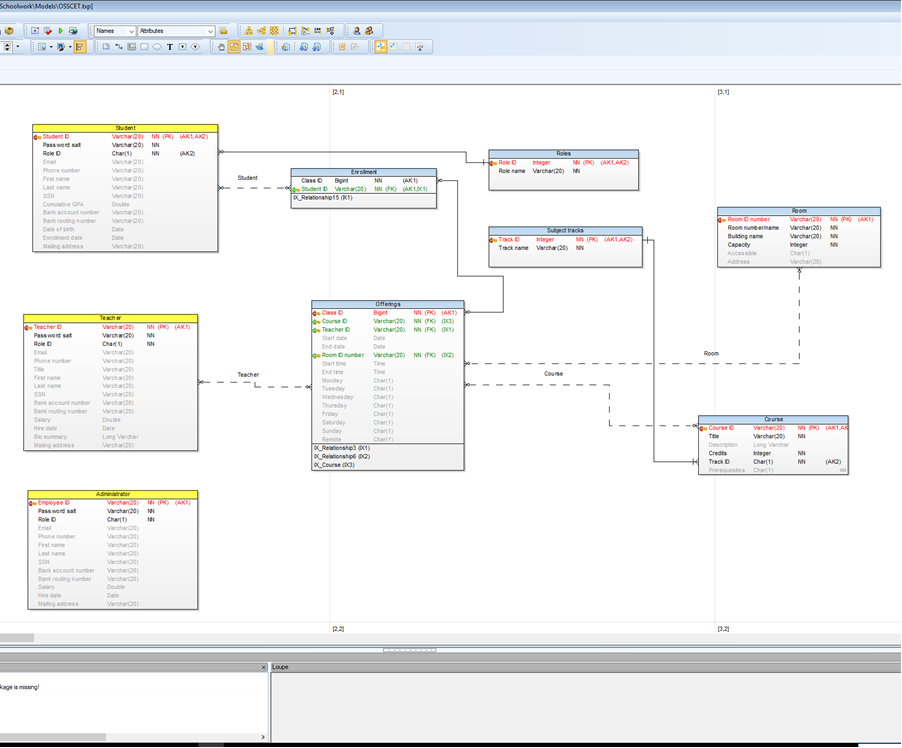 Schoolwork\Models\OSSCET.txp]
Names
Attributes
[2,1]
[3,1]
Student
Student ID Varchar(20) NN (PK) (AK1,AK2)
Password salt Varchar(20) NN
Role ID Char(1) NN (AK2)
Email Varchar(20)
Phone number Varchar(20)
First name Varchar(20)
Last name Varchar(20)
SSN Varchar(20)
Cumulative GPA Double
Bank account number Varchar(20)
Bank routing number Varchar(20)
Date of birth Date
Enrollment date Date
Mailing address Varchar(20)
Student
Enrollment
Class ID Bigint NN (AK1)
Student ID Varchar(20) NN (FK) (AK1,IX1)
IX_Relationship15 (IX1)
Roles
Role ID Integer NN (PK) (AK1,AK2)
Role name Varchar(20) NN
Subject tracks
Track ID Integer NN (PK) (AK1,AK2)
Track name Varchar(20) NN
Room
Room ID number Varchar(20) NN (PK) (AK1)
Room number/name Varchar(20) NN
Building name Varchar(20) NN
Capacity Integer NN
Accessible Char(1)
Address Varchar(20)
Teacher
Teacher ID Varchar(20) NN (PK) (AK1)
Password salt Varchar(20) NN
Role ID Char(1) NN
Email Varchar(20)
Phone number Varchar(20)
Title Varchar(20)
First name Varchar(20)
Last name Varchar(20)
SSN Varchar(20)
Bank account number Varchar(20)
Bank routing number Varchar(20)
Salary Double
Hire date Date
Bio summary Long Varchar
Mailing address Varchar(20)
Teacher
Offerings
Class ID Bigint NN (PK) (AK1)
Course ID Varchar(20) NN (FK) (IX3)
Teacher ID Varchar(20) NN (FK) (IX1)
Start date Date
End date Date
Room ID number Varchar(20) NN (FK) (IX2)
Start time Time
End time Time
Monday Char(1)
Tuesday Char(1)
Wednesday Char(1)
Thursday Char(1)
Friday Char(1)
Saturday Char(1)
Sunday Char(1)
Remote Char(1)
IX_Relationship3 (IX1)
IX_Relationship6 (IX2)
IX_Course (IX3)
Room
Course
Course
Course ID Varchar(20) NN (PK) (AK1,AK
Title Varchar(20) NN
Description Long Varchar
Credits Integer NN
Track ID Char(1) NN (AK2)
Prerequisites Char(1)
Administrator
Employee ID Varchar(20) NN (PK) (AK1)
Password salt Varchar(20) NN
Role ID Char(1) NN
Email Varchar(20)
Phone number Varchar(20)
First name Varchar(20)
Last name Varchar(20)
SSN Varchar(20)
Bank account number Varchar(20)
Bank routing number Varchar(20)
Salary Double
Hire date Date
Mailing address Varchar(20)
[2,2]
[3,2]
Loupe
kage is missing!